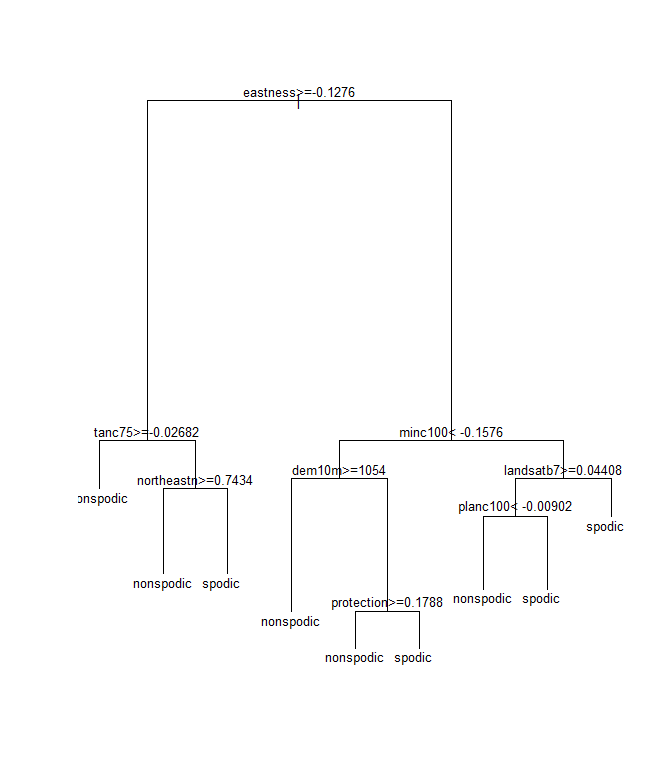 eastness>=-0.1276
tanc75>=-0.02682
minc100< -0.1576
dem10m>=1054
landsatb7>=0.04408
northeastn>=0.7434
onspodic
planc100< -0.00902
spodic
nonspodic
spodic
nonspodic
spodic
protection>=0.1788
nonspodic
nonspodic
spodic